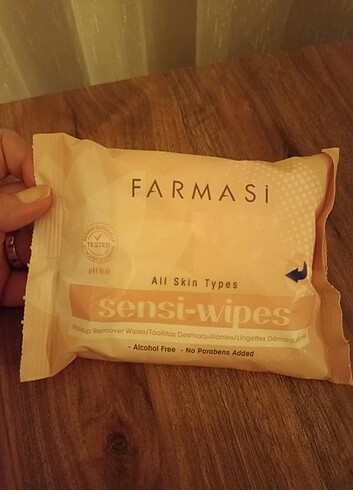 FARMASi
TESTED
pH 6.0
All Skin Types
sensi-wipes
Makeup Remover Wipes/Toallitas Desmaquillantes/Lingettes Démaquillantes
- Alcohol Free - No Parabens Added